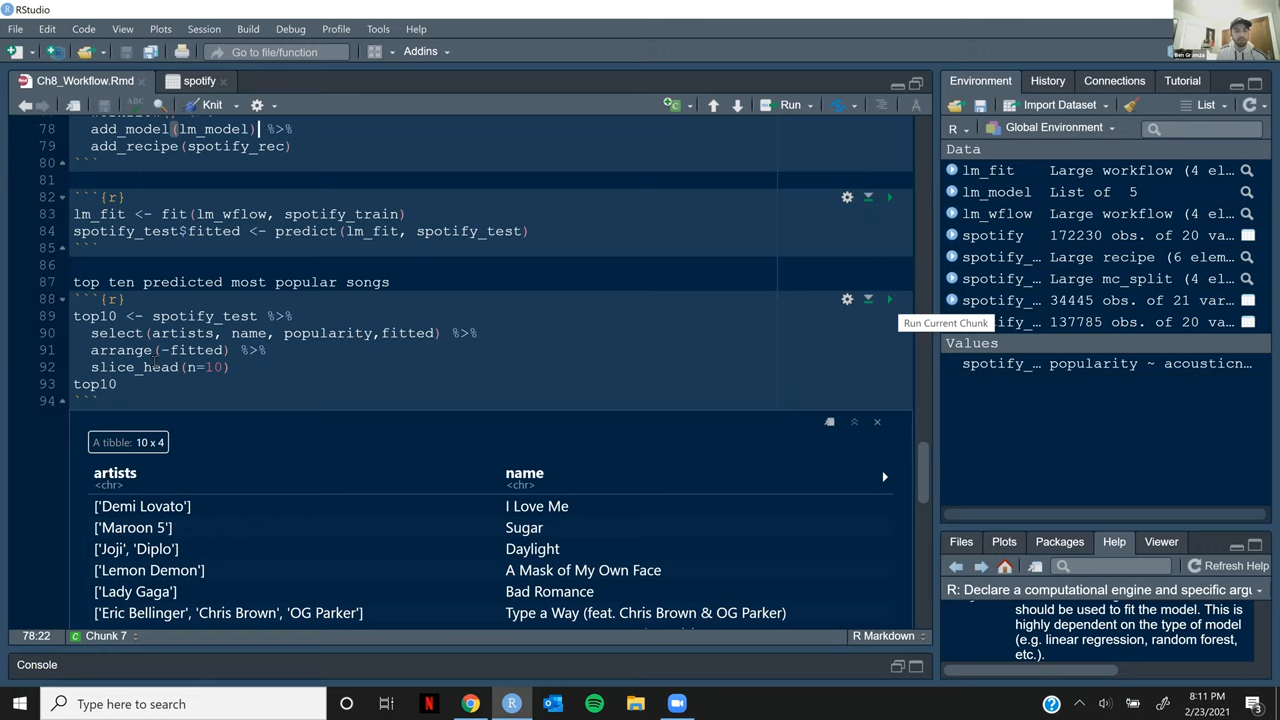 RStudio
File Edit Code View Plots Session Build Debug Profile Tools Help
Go to file/function Addins
Ben Gramza
Ch8_Workflow.Rmd spotify
ABC Knit Run
78 add_model(lm_model) %>%
79 add_recipe(spotify_rec)
80 ```
81
82 ```{r}
83 lm_fit <- fit(lm_wflow, spotify_train)
84 spotify_test$fitted <- predict(lm_fit, spotify_test)
85 ```
86
87 top ten predicted most popular songs
88 ```{r}
89 top10 <- spotify_test %>%
90 select(artists, name, popularity,fitted) %>%
91 arrange(-fitted) %>%
92 slice_head(n=10)
93 top10
94 ```
Run Current Chunk
A tibble: 10 x 4
artists name
<chr> <chr>
['Demi Lovato'] I Love Me
['Maroon 5'] Sugar
['Joji', 'Diplo'] Daylight
['Lemon Demon'] A Mask of My Own Face
['Lady Gaga'] Bad Romance
['Eric Bellinger', 'Chris Brown', 'OG Parker'] Type a Way (feat. Chris Brown & OG Parker)
78:22 Chunk 7 R Markdown
Console
Environment History Connections Tutorial
Import Dataset List
R Global Environment
Data
lm_fit Large workflow (4 el…
lm_model List of 5
lm_wflow Large workflow (4 el…
spotify 172230 obs. of 20 va…
spotify_… Large recipe (6 elem…
spotify_… Large mc_split (4 el…
spotify_… 34445 obs. of 21 var…
137785 obs. of 20 va…
Values
spotify_… popularity ~ acousticn…
Files Plots Packages Help Viewer
Refresh Help
R: Declare a computational engine and specific argu
should be used to fit the model. This is
highly dependent on the type of model
(e.g. linear regression, random forest,
etc.).
Type here to search
8:11 PM
2/23/2021
3